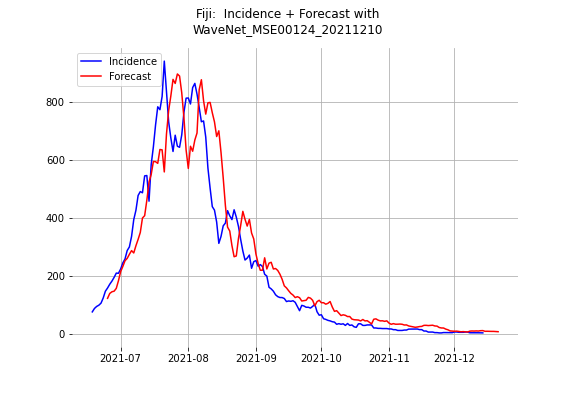 Fiji:  Incidence + Forecast with
WaveNet_MSE00124_20211210
Incidence
Forecast
800
600
400
200
0
2021-07
2021-08
2021-09
2021-10
2021-11
2021-12